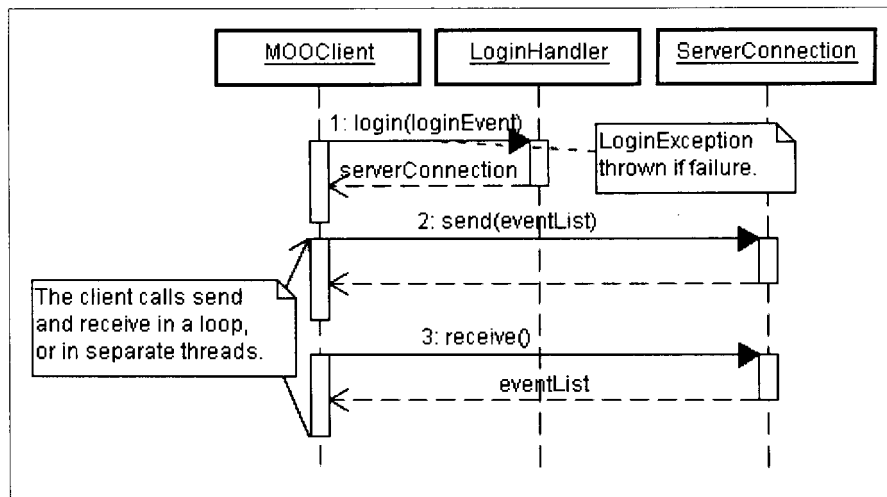 MOOClient
LoginHandler
ServerConnection
1: login(loginEvent)
LoginException
thrown if failure.
serverConnection
2: send(eventList)
The client calls send
and receive in a loop,
or in separate threads.
3: receive()
eventList